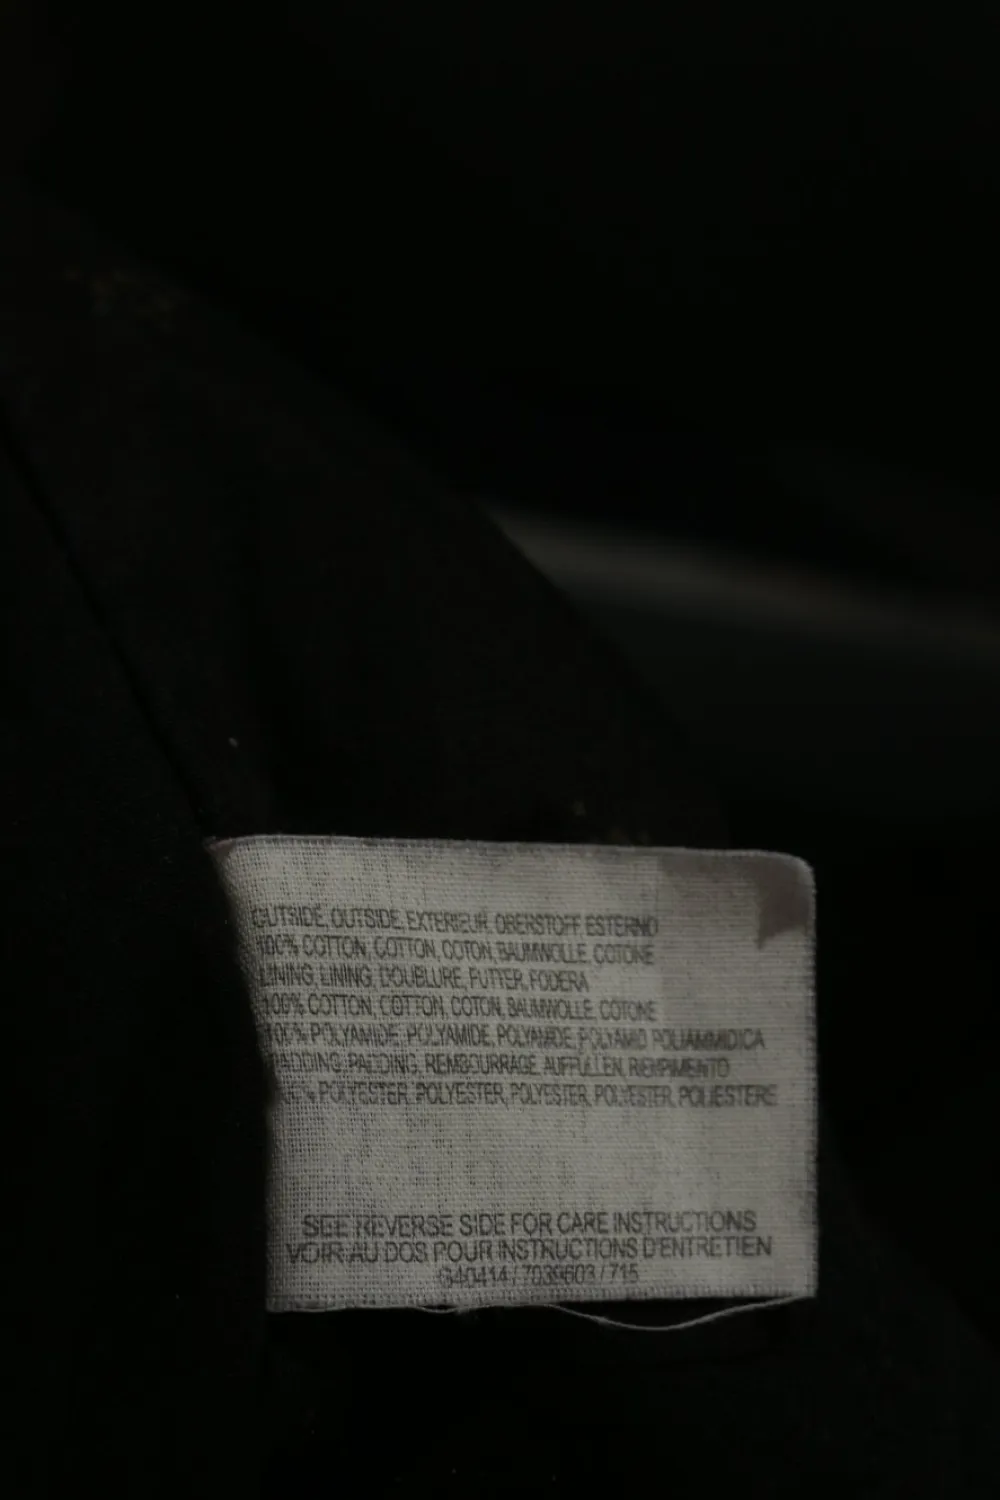 OUTSIDE, OUTSIDE, EXTERIEUR, OBERSTOFF, ESTERNO
100% COTTON, COTTON, COTON, BAUMWOLLE, COTONE
LINING, LINING, DOUBLURE, FUTTER, FODERA
100% COTTON, COTTON, COTON, BAUMWOLLE, COTONE
100% POLYAMIDE, POLYAMIDE, POLYAMIDE, POLYAMID POLIAMMIDICA
PADDING, PADDING, REMBOURRAGE, AUFFULLEN, REMPIMENTO
POLYESTER, POLYESTER, POLYESTER, POLYESTER, POLIESTERE
SEE REVERSE SIDE FOR CARE INSTRUCTIONS
VOIR AU DOS POUR INSTRUCTIONS D'ENTRETIEN
G40414 / 7039603 / 715